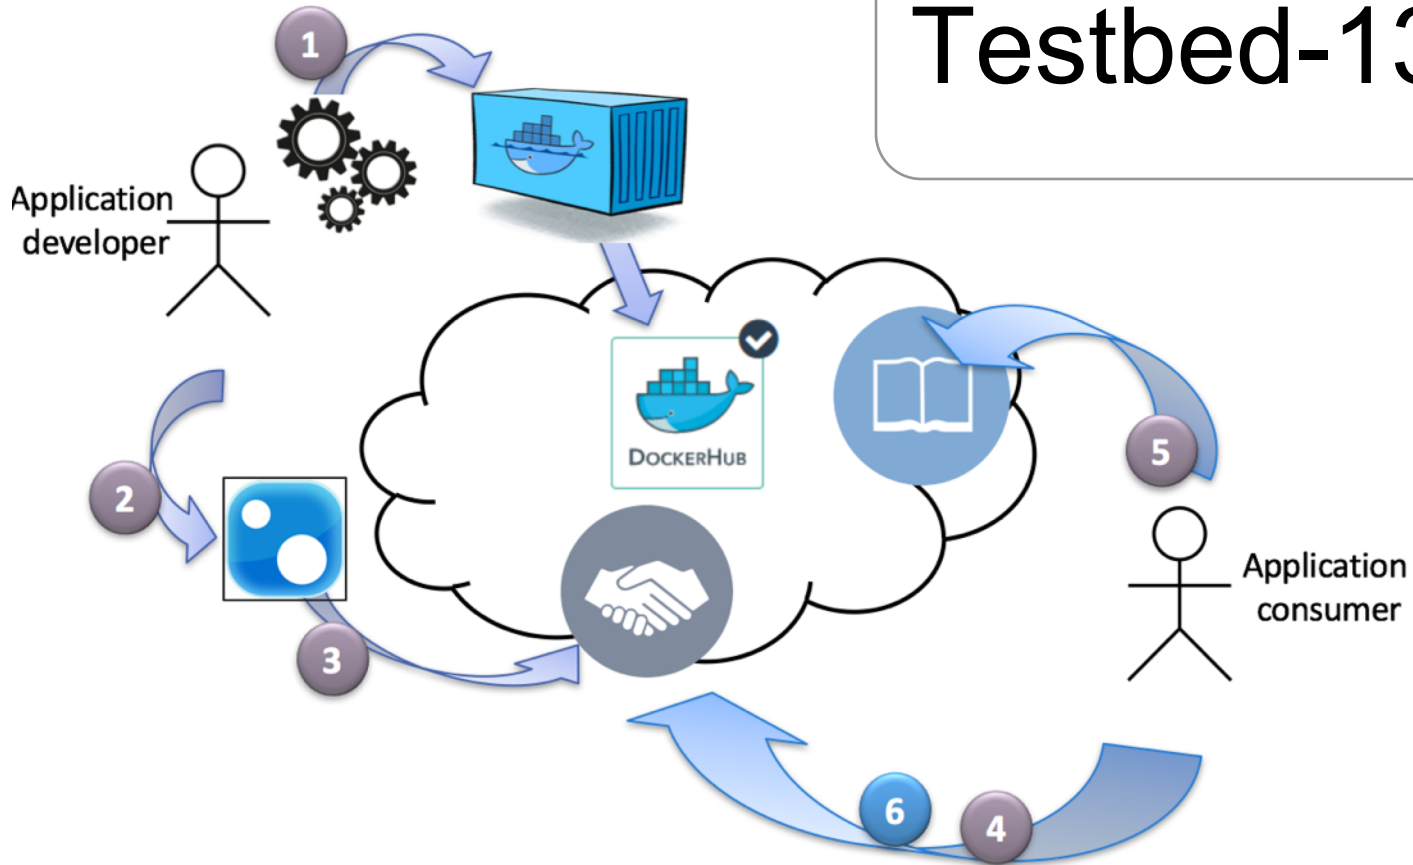 Testbed-13
1
Application
developer
DOCKERHUB
5
2
Application
consumer
3
6
4